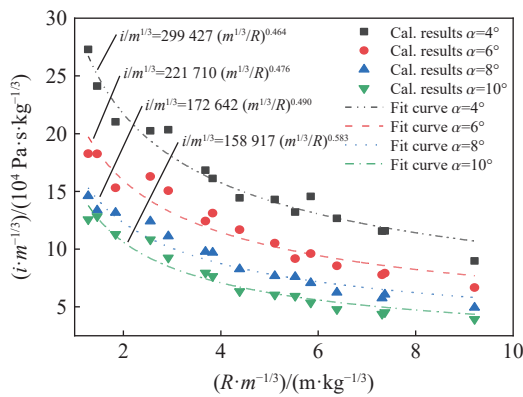 i/m^1/3=299 427 (m^1/3/R)^0.464
i/m^1/3=221 710 (m^1/3/R)^0.476
i/m^1/3=172 642 (m^1/3/R)^0.490
i/m^1/3=158 917 (m^1/3/R)^0.583
Cal. results α=4°
Cal. results α=6°
Cal. results α=8°
Cal. results α=10°
Fit curve α=4°
Fit curve α=6°
Fit curve α=8°
Fit curve α=10°
30
25
20
15
10
5
(i·m^−1/3)/(10^4 Pa·s·kg^−1/3)
2 4 6 8 10
(R·m^−1/3)/(m·kg^−1/3)